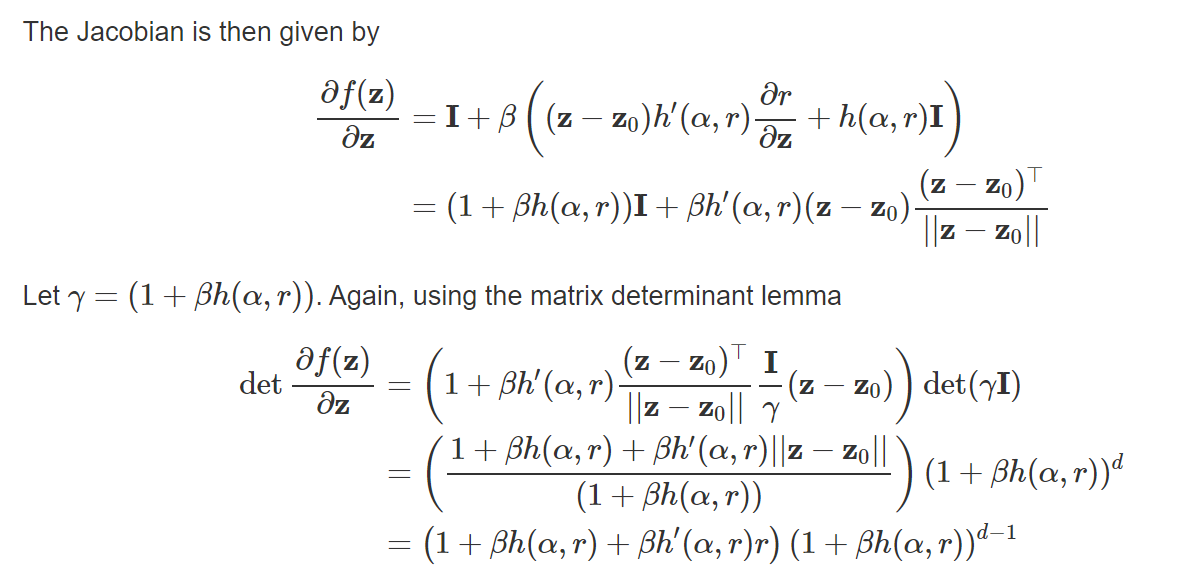 The Jacobian is then given by
∂f(𝐳)/∂𝐳 = 𝐈 + β((𝐳 − 𝐳₀)h′(α, r) ∂r/∂𝐳 + h(α, r)𝐈)
= (1 + βh(α, r))𝐈 + βh′(α, r)(𝐳 − 𝐳₀) (𝐳 − 𝐳₀)⊤/||𝐳 − 𝐳₀||
Let γ = (1 + βh(α, r)). Again, using the matrix determinant lemma
det ∂f(𝐳)/∂𝐳 = (1 + βh′(α, r) (𝐳 − 𝐳₀)⊤/||𝐳 − 𝐳₀|| 𝐈/γ (𝐳 − 𝐳₀)) det(γ𝐈)
= ((1 + βh(α, r) + βh′(α, r)||𝐳 − 𝐳₀||)/(1 + βh(α, r))) (1 + βh(α, r))ᵈ
= (1 + βh(α, r) + βh′(α, r)r) (1 + βh(α, r))ᵈ⁻¹